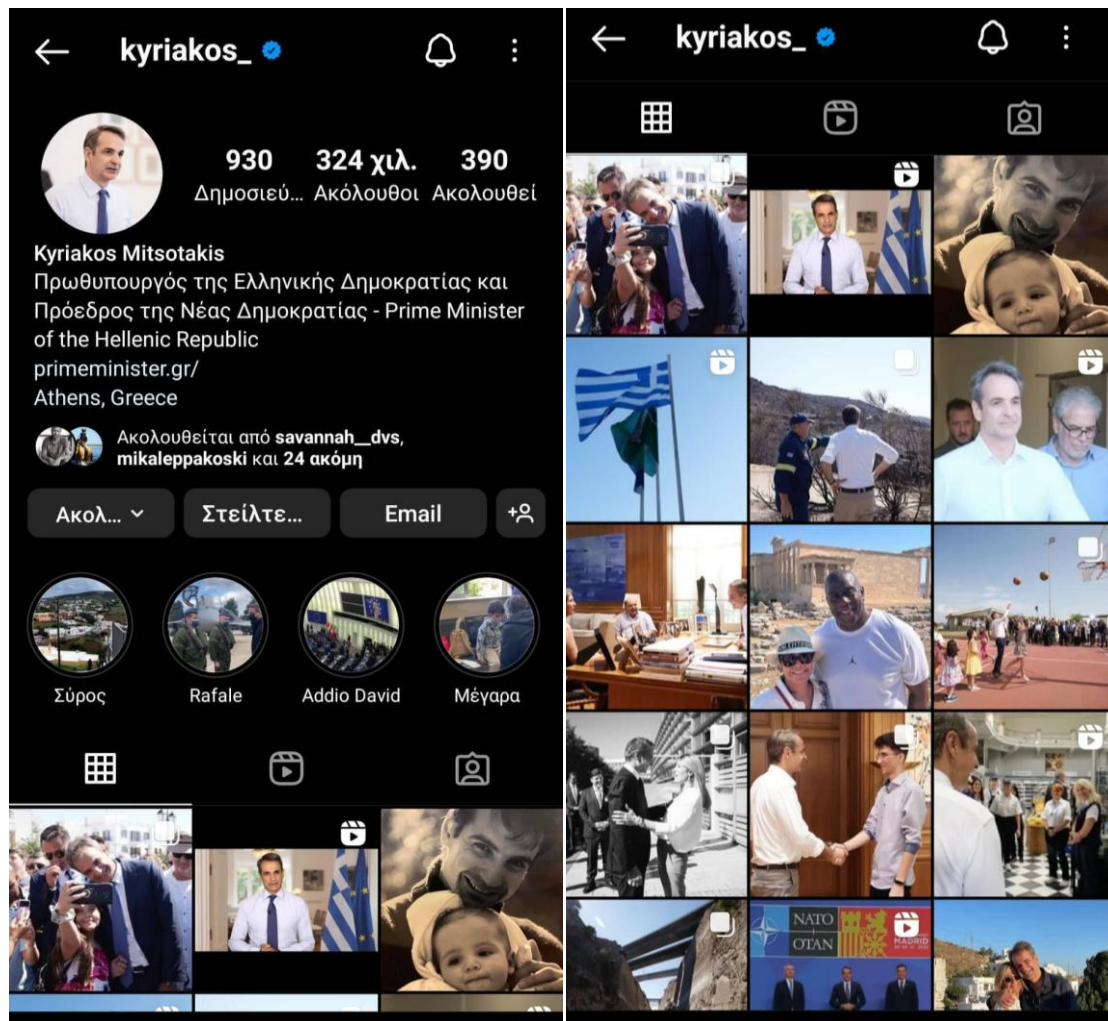 kyriakos_
930
324 χιλ.
390
Δημοσιεύ...
Ακόλουθοι
Ακολουθεί
Kyriakos Mitsotakis
Πρωθυπουργός της Ελληνικής Δημοκρατίας και
Πρόεδρος της Νέας Δημοκρατίας - Prime Minister
of the Hellenic Republic
primeminister.gr/
Athens, Greece
Ακολουθείται από savannah__dvs,
mikaleppakoski και 24 ακόμη
Ακολ...
Στείλτε...
Email
Σύρος
Rafale
Addio David
Μέγαρα
kyriakos_
NATO
OTAN
MADRID